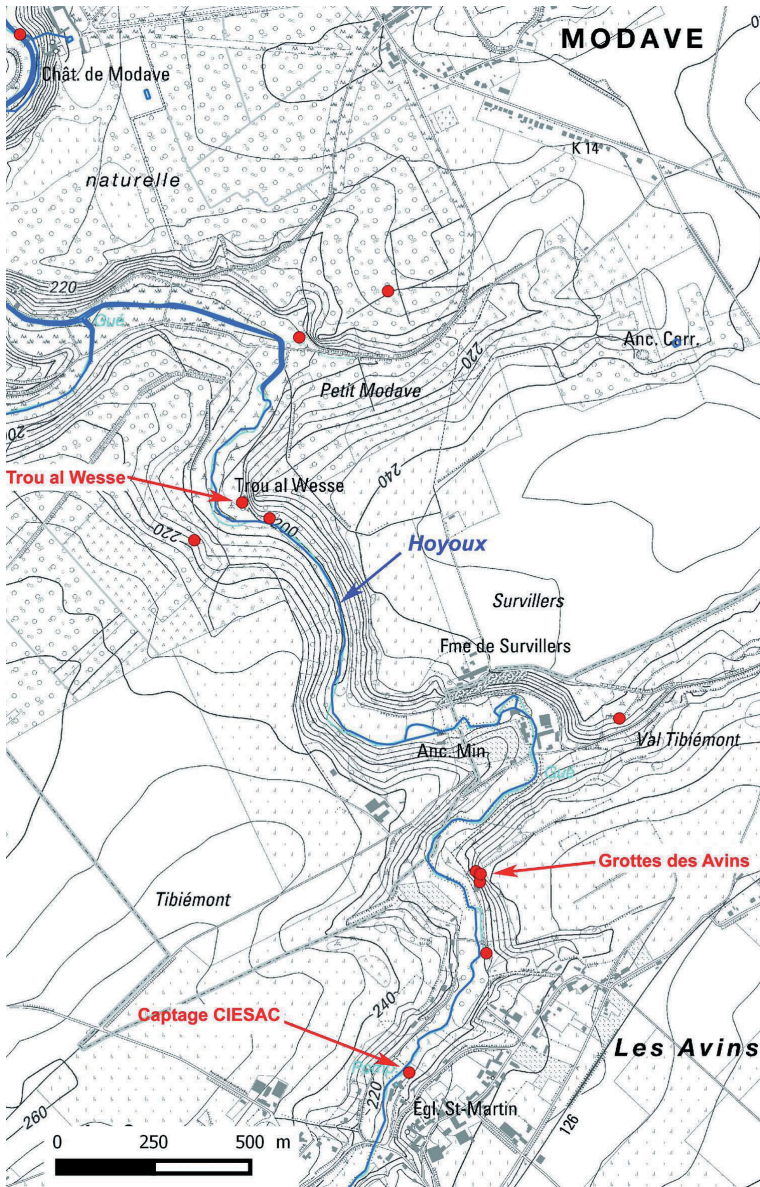 MODAVE
Chât. de Modave
K 14
naturelle
220
Gué
Anc. Carr.
220
Petit Modave
240
Trou al Wesse
Trou al Wesse
220
Hoyoux
Survillers
Fme de Survillers
Anc. Min.
Val Tibiémont
Gué
Grottes des Avins
Tibiémont
240
Captage CIESAC
Les Avins
220
Égl. St-Martin
126
260
0 250 500 m